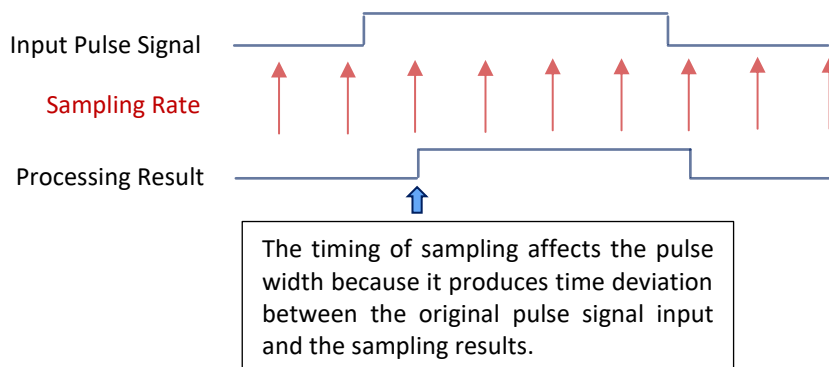 Input Pulse Signal
Sampling Rate
Processing Result
The timing of sampling affects the pulse
width because it produces time deviation
between the original pulse signal input
and the sampling results.